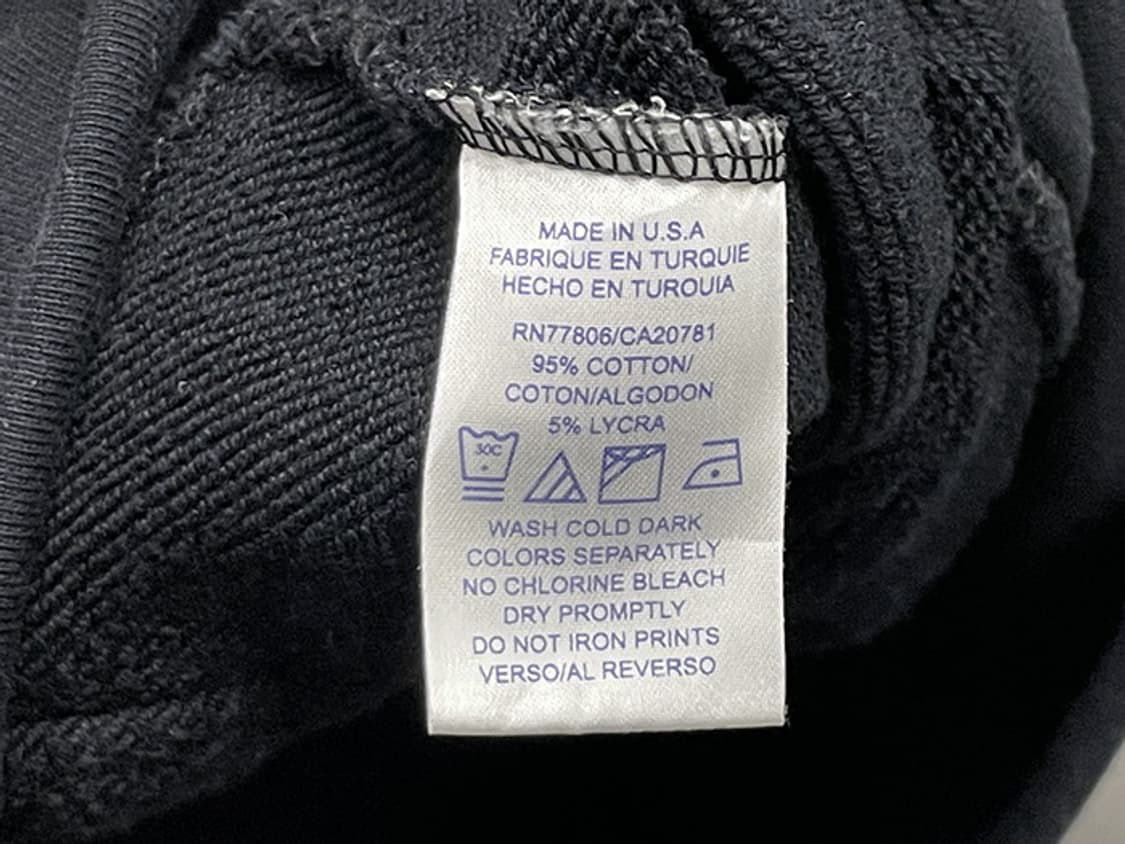 MADE IN U.S.A
FABRIQUE EN TURQUIE
HECHO EN TUROUIA
RN77806/CA20781
95% COTTON/
COTON/ALGODON
5% LYCRA
30C
WASH COLD DARK
COLORS SEPARATELY
NO CHLORINE BLEACH
DRY PROMPTLY
DO NOT IRON PRINTS
VERSO/AL REVERSO